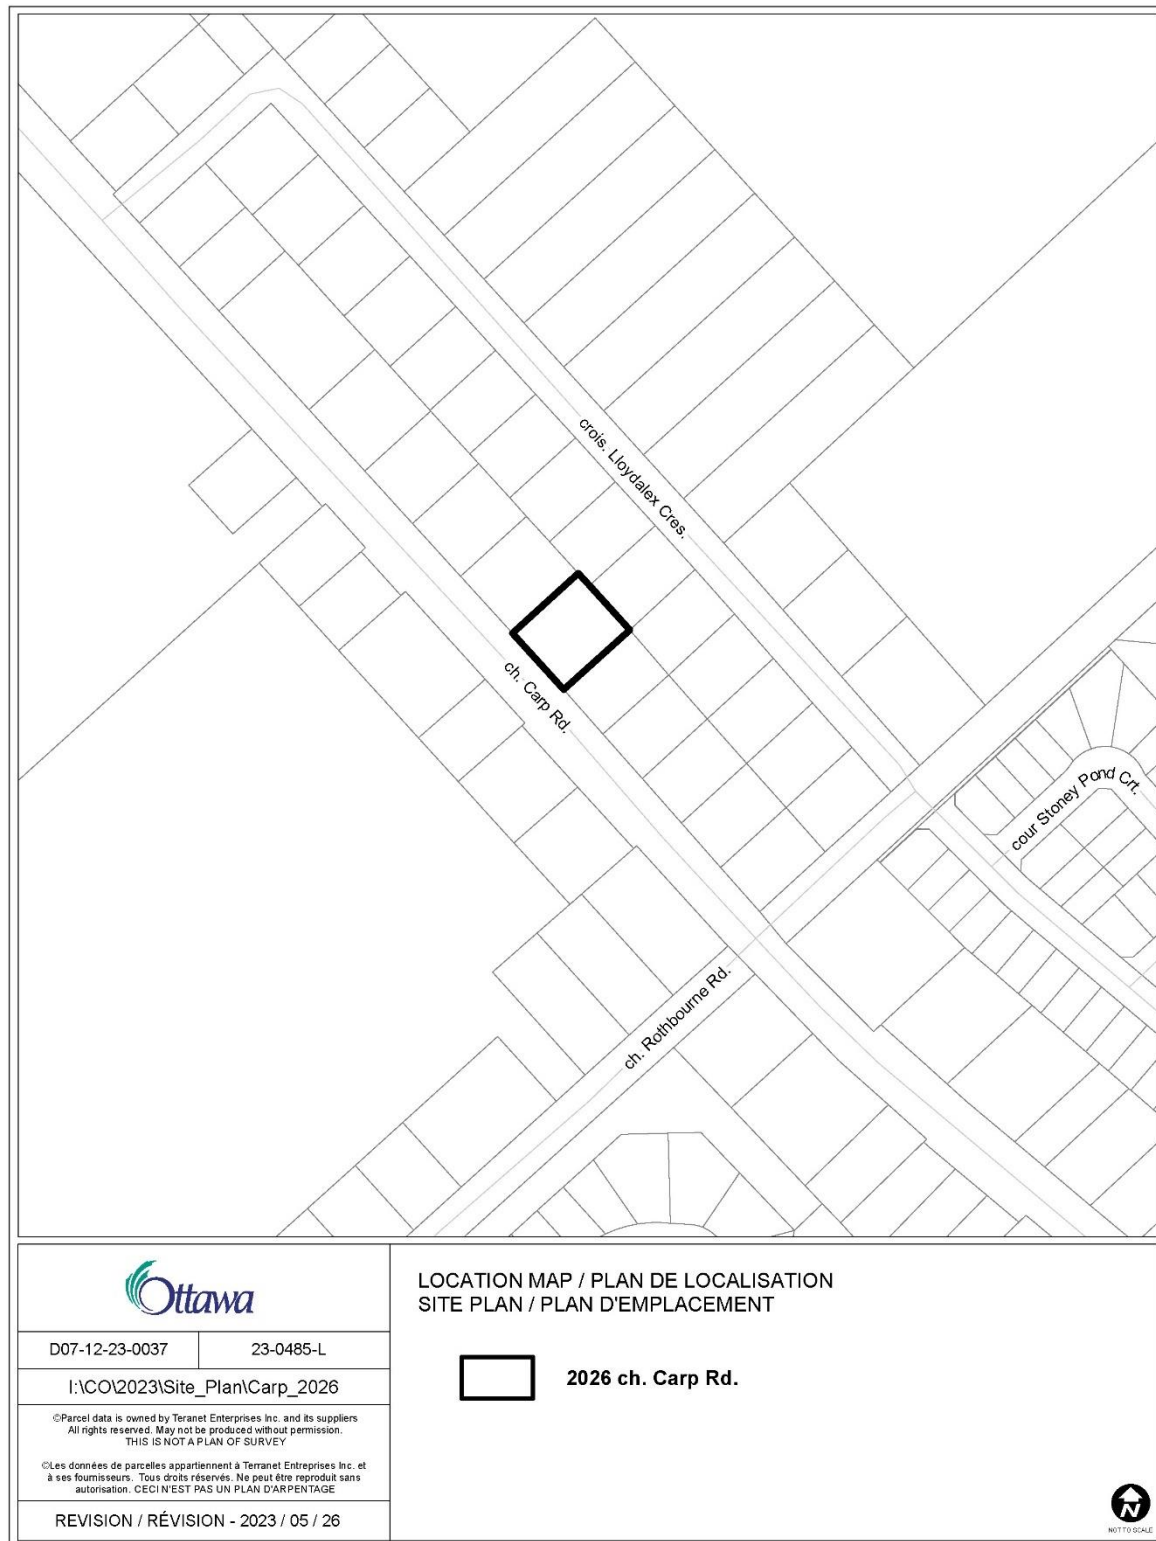 crois. Lloydalex Cres.
ch. Carp Rd.
cour Stoney Pond Crt.
ch. Rothbourne Rd.
Ottawa
D07-12-23-0037
23-0485-L
I:\CO\2023\Site_Plan\Carp_2026
©Parcel data is owned by Teranet Enterprises Inc. and its suppliers
All rights reserved. May not be produced without permission.
THIS IS NOT A PLAN OF SURVEY
©Les données de parcelles appartiennent à Terranet Entreprises Inc. et
à ses fournisseurs. Tous droits réservés. Ne peut être reproduit sans
autorisation. CECI N'EST PAS UN PLAN D'ARPENTAGE
REVISION / RÉVISION - 2023 / 05 / 26
LOCATION MAP / PLAN DE LOCALISATION
SITE PLAN / PLAN D'EMPLACEMENT
2026 ch. Carp Rd.
N
NOT TO SCALE